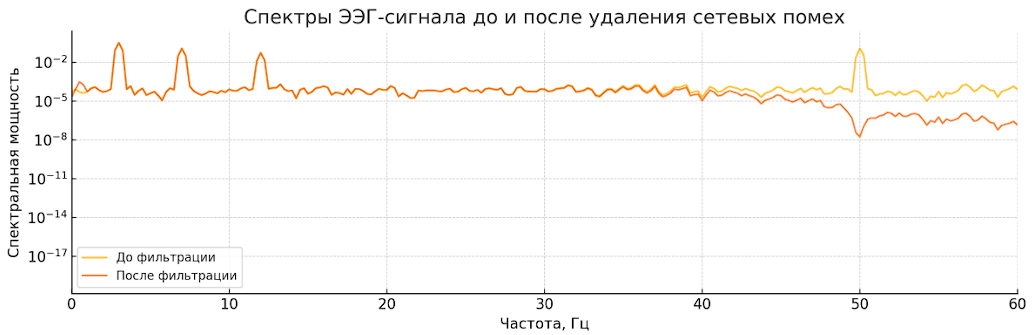 Спектры ЭЭГ-сигнала до и после удаления сетевых помех
Спектральная мощность
10⁻²
10⁻⁵
10⁻⁸
10⁻¹¹
10⁻¹⁴
10⁻¹⁷
До фильтрации
После фильтрации
0 10 20 30 40 50 60
Частота, Гц